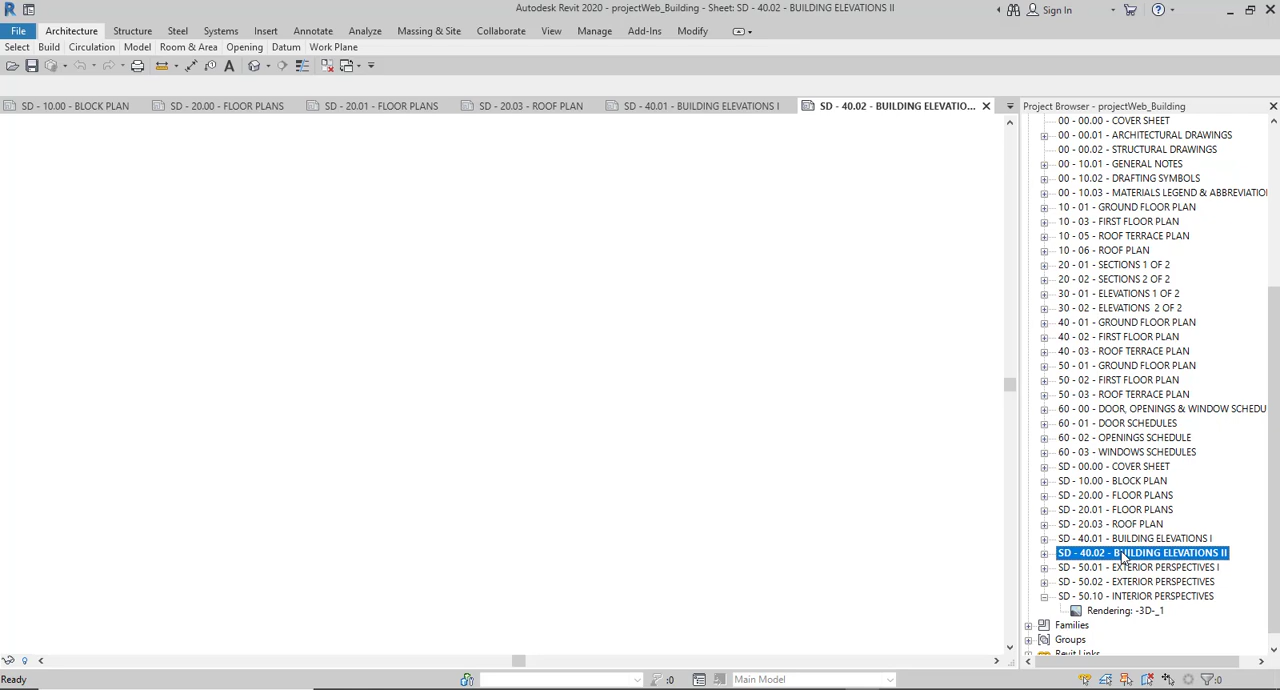 Autodesk Revit 2020 - projectWeb_Building - Sheet: SD - 40.02 - BUILDING ELEVATIONS II
Sign In
File Architecture Structure Steel Systems Insert Annotate Analyze Massing & Site Collaborate View Manage Add-Ins Modify
Select Build Circulation Model Room & Area Opening Datum Work Plane
SD - 10.00 - BLOCK PLAN SD - 20.00 - FLOOR PLANS SD - 20.01 - FLOOR PLANS SD - 20.03 - ROOF PLAN SD - 40.01 - BUILDING ELEVATIONS I SD - 40.02 - BUILDING ELEVATIO...
Project Browser - projectWeb_Building
00 - 00.00 - COVER SHEET
00 - 00.01 - ARCHITECTURAL DRAWINGS
00 - 00.02 - STRUCTURAL DRAWINGS
00 - 10.01 - GENERAL NOTES
00 - 10.02 - DRAFTING SYMBOLS
00 - 10.03 - MATERIALS LEGEND & ABBREVIATIO
10 - 01 - GROUND FLOOR PLAN
10 - 03 - FIRST FLOOR PLAN
10 - 05 - ROOF TERRACE PLAN
10 - 06 - ROOF PLAN
20 - 01 - SECTIONS 1 OF 2
20 - 02 - SECTIONS 2 OF 2
30 - 01 - ELEVATIONS 1 OF 2
30 - 02 - ELEVATIONS 2 OF 2
40 - 01 - GROUND FLOOR PLAN
40 - 02 - FIRST FLOOR PLAN
40 - 03 - ROOF TERRACE PLAN
50 - 01 - GROUND FLOOR PLAN
50 - 02 - FIRST FLOOR PLAN
50 - 03 - ROOF TERRACE PLAN
60 - 00 - DOOR, OPENINGS & WINDOW SCHEDU
60 - 01 - DOOR SCHEDULES
60 - 02 - OPENINGS SCHEDULE
60 - 03 - WINDOWS SCHEDULES
SD - 00.00 - COVER SHEET
SD - 10.00 - BLOCK PLAN
SD - 20.00 - FLOOR PLANS
SD - 20.01 - FLOOR PLANS
SD - 20.03 - ROOF PLAN
SD - 40.01 - BUILDING ELEVATIONS I
SD - 40.02 - BUILDING ELEVATIONS II
SD - 50.01 - EXTERIOR PERSPECTIVES I
SD - 50.02 - EXTERIOR PERSPECTIVES
SD - 50.10 - INTERIOR PERSPECTIVES
Rendering: -3D-_1
Families
Groups
Revit Links
Ready :0 Main Model :0